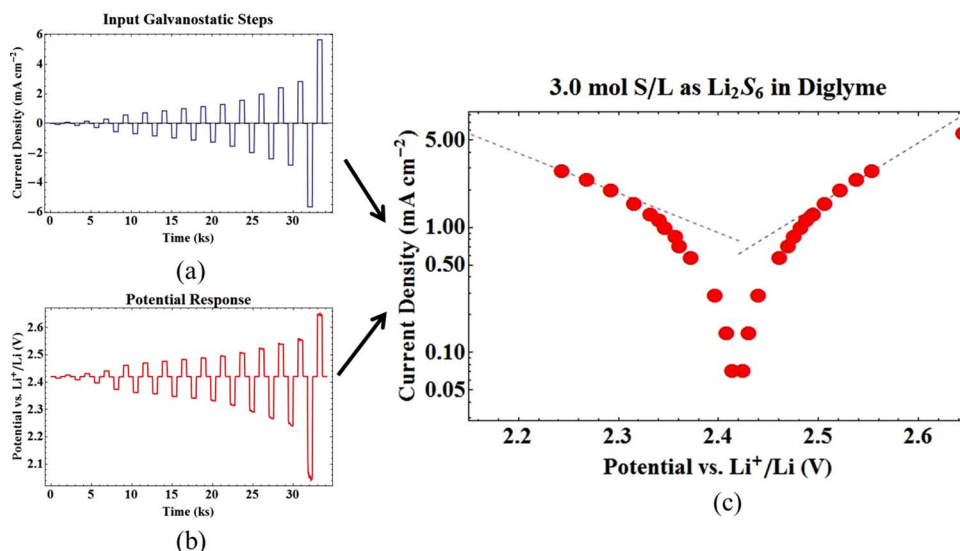 Input Galvanostatic Steps
Current Density (mA cm⁻²)
6
4
2
0
−2
−4
−6
0 5 10 15 20 25 30
Time (ks)
(a)
Potential Response
Potential vs. Li⁺/Li (V)
2.6
2.5
2.4
2.3
2.2
2.1
0 5 10 15 20 25 30
Time (ks)
(b)
3.0 mol S/L as Li₂S₆ in Diglyme
Current Density (mA cm⁻²)
5.00
1.00
0.50
0.10
0.05
2.2 2.3 2.4 2.5 2.6
Potential vs. Li⁺/Li (V)
(c)